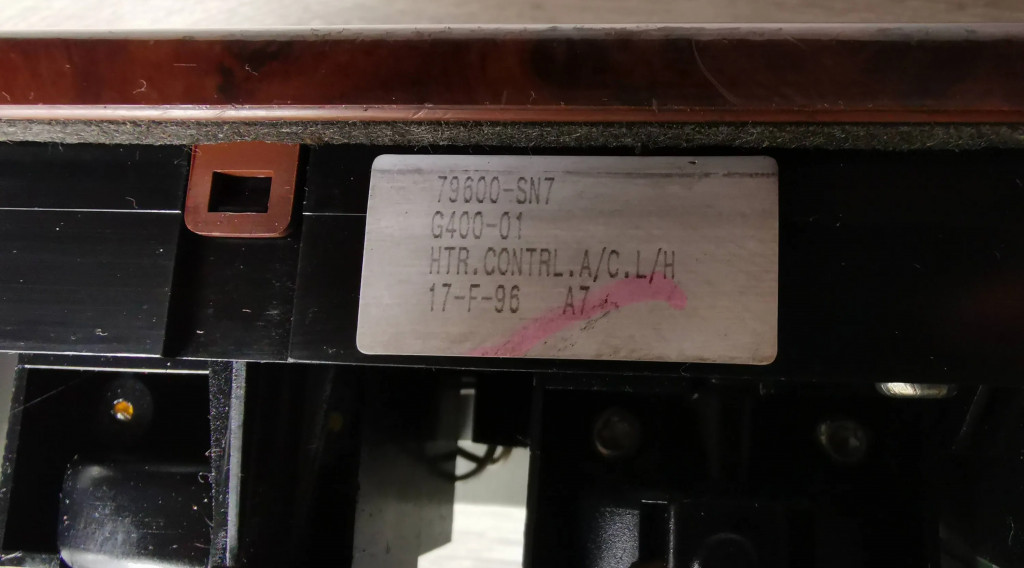 79600-SN7
G400-01
HTR.CONTRL.A/C.L/H
17-F-96 A7